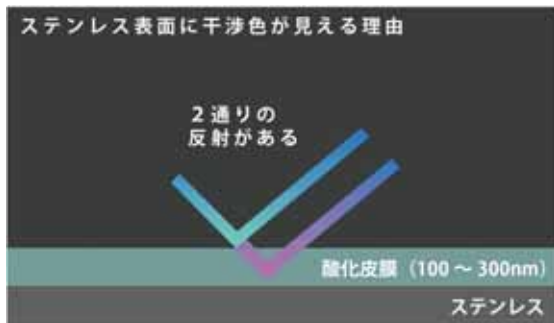 ステンレス表面に干渉色が見える理由
２通りの
反射がある
酸化皮膜（100 ～ 300nm）
ステンレス